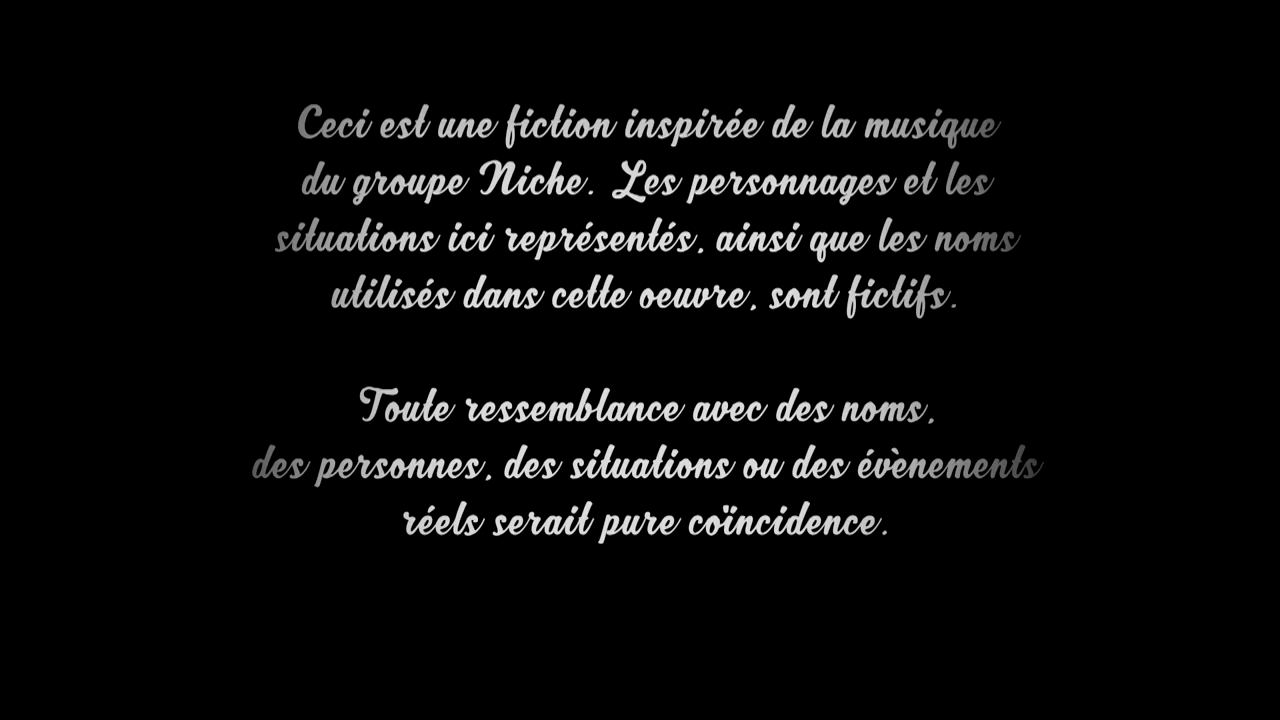 Ceci est une fiction inspirée de la musique
du groupe Niche. Les personnages et les
situations ici représentés, ainsi que les noms
utilisés dans cette oeuvre, sont fictifs.
Toute ressemblance avec des noms,
des personnes, des situations ou des évènements
réels serait pure coïncidence.